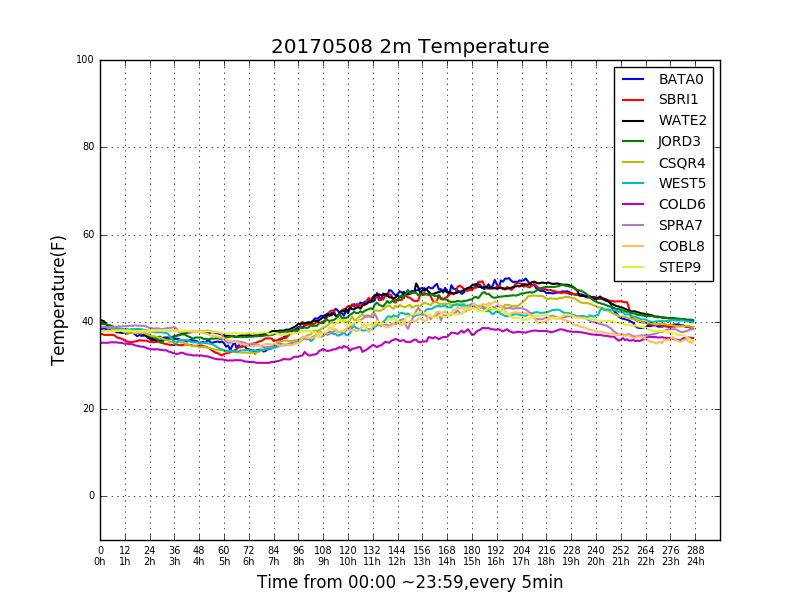 20170508 2m Temperature
100
80
60
40
20
0
Temperature(F)
BATA0
SBRI1
WATE2
JORD3
CSQR4
WEST5
COLD6
SPRA7
COBL8
STEP9
0 12 24 36 48 60 72 84 96 108 120 132 144 156 168 180 192 204 216 228 240 252 264 276 288
0h 1h 2h 3h 4h 5h 6h 7h 8h 9h 10h 11h 12h 13h 14h 15h 16h 17h 18h 19h 20h 21h 22h 23h 24h
Time from 00:00 ~23:59,every 5min